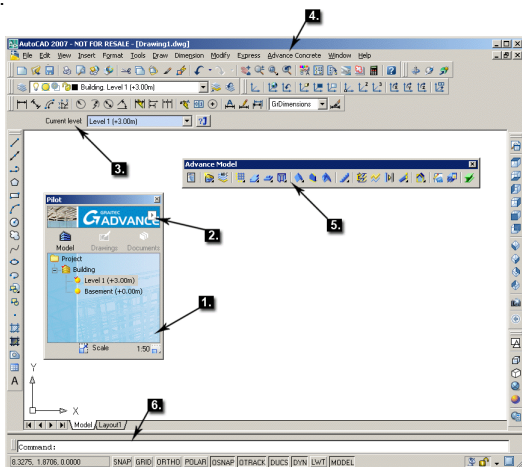 4.
AutoCAD 2007 - NOT FOR RESALE - [Drawing1.dwg]
File Edit View Insert Format Tools Draw Dimension Modify Express Advance Concrete Window Help
Building. Level 1 (+3.00m)
GrDimensions
Current level: Level 1 (+3.00m)
3.
Advance Model
5.
Pilot
GRAITEC
ADVANCE
2.
Model Drawings Documents
Project
Building
Level 1 (+3.00m)
Basement (+0.00m)
1.
Scale 1:50
A
Y
X
6.
Model Layout1
Command:
8.3275, 1.8706, 0.0000 SNAP GRID ORTHO POLAR OSNAP OTRACK DUCS DYN LWT MODEL